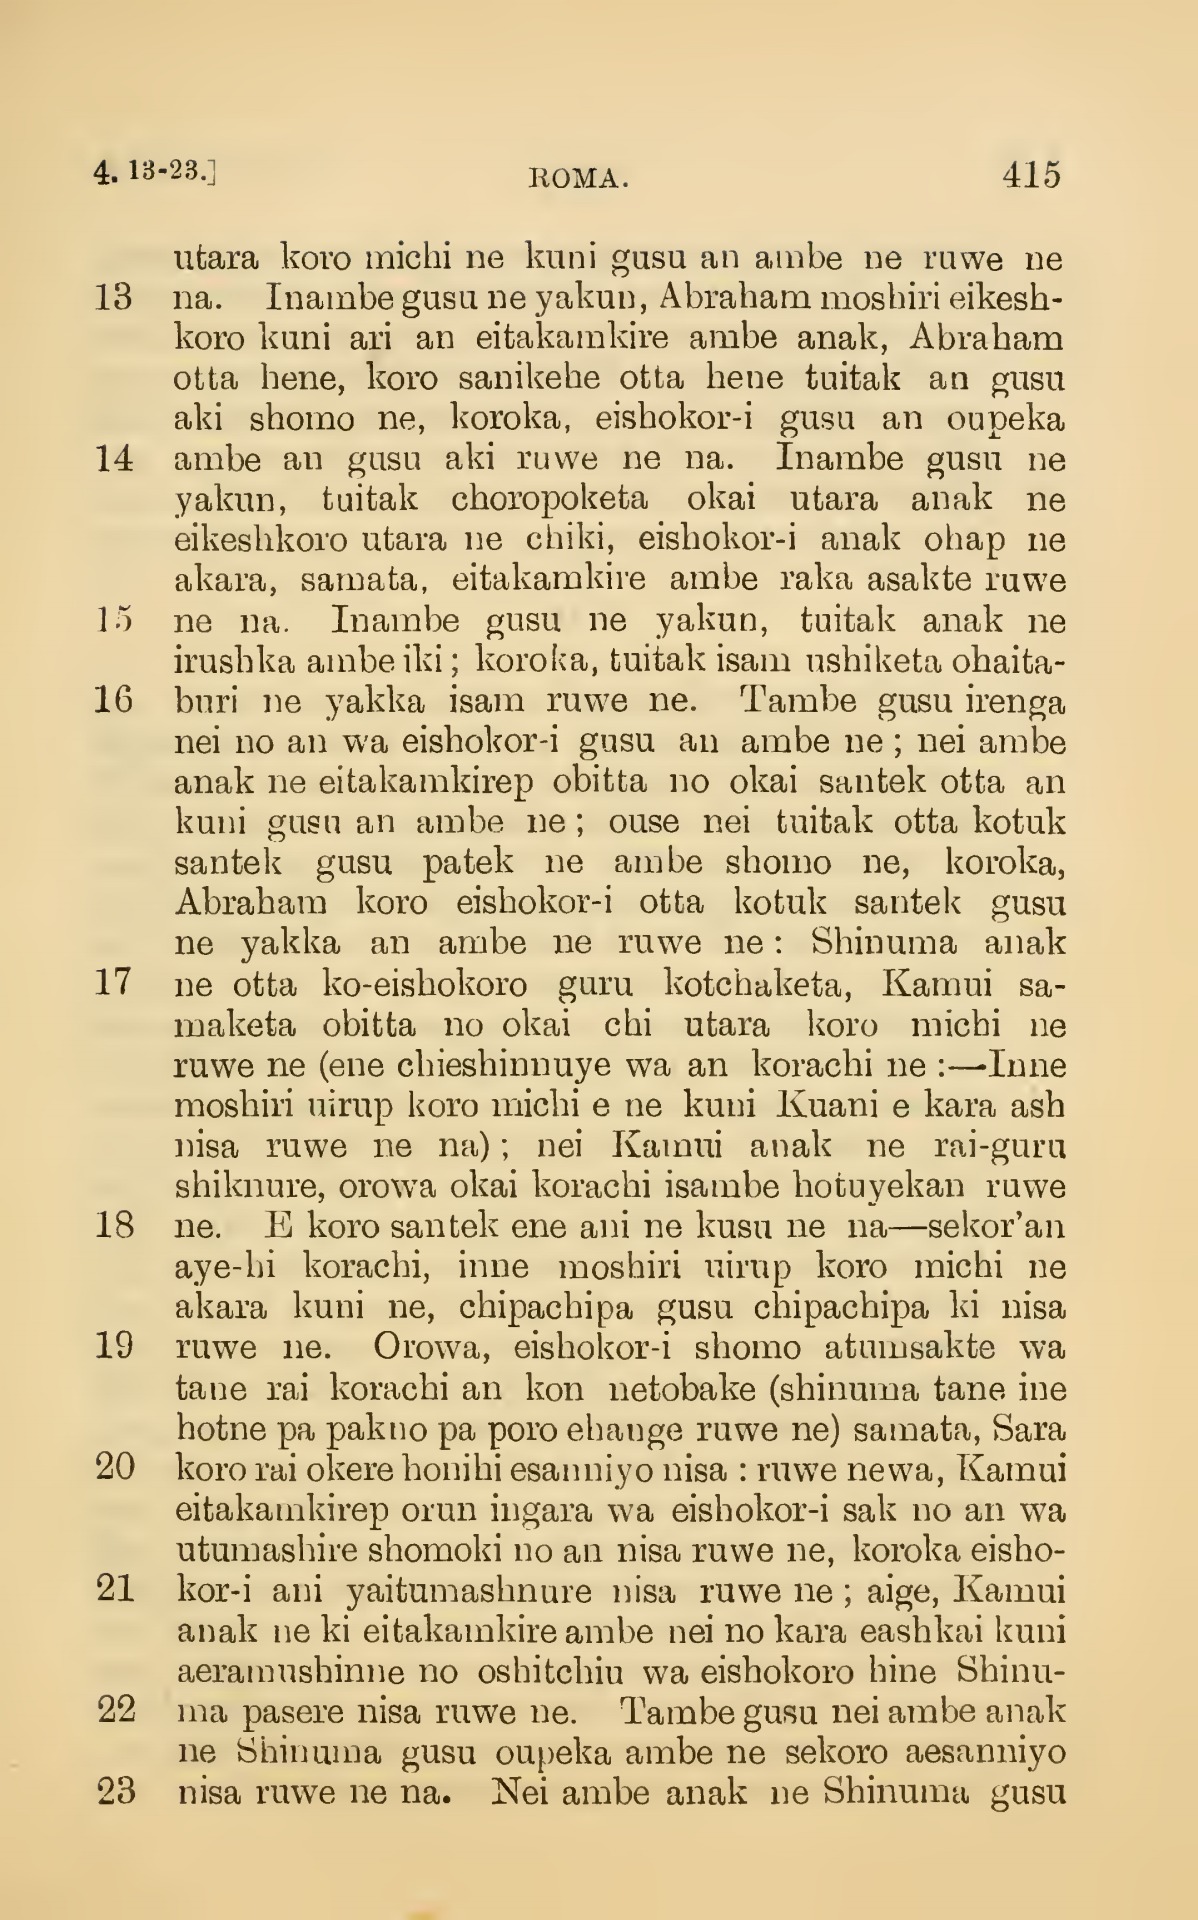 4. 13-23.] ROMA. 415
utara koro michi ne kuni gusu an ambe ne ruwe ne
13 na. Inambe gusu ne yakun, Abraham moshiri eikesh-
koro kuni ari an eitakamkire ambe anak, Abraham
otta hene, koro sanikehe otta hene tuitak an gusu
aki shomo ne, koroka, eishokor-i gusu an oupeka
14 ambe an gusu aki ruwe ne na. Inambe gusu ne
yakun, tuitak choropoketa okai utara anak ne
eikeshkoro utara ne chiki, eishokor-i anak ohap ne
akara, samata, eitakamkire ambe raka asakte ruwe
15 ne na. Inambe gusu ne yakun, tuitak anak ne
irushka ambe iki; koroka, tuitak isam ushiketa ohaita-
16 buri ne yakka isam ruwe ne. Tambe gusu irenga
nei no an wa eishokor-i gusu an ambe ne; nei ambe
anak ne eitakamkirep obitta no okai santek otta an
kuni gusu an ambe ne; ouse nei tuitak otta kotuk
santek gusu patek ne ambe shomo ne, koroka,
Abraham koro eishokor-i otta kotuk santek gusu
ne yakka an ambe ne ruwe ne: Shinuma anak
17 ne otta ko-eishokoro guru kotchaketa, Kamui sa-
maketa obitta no okai chi utara koro michi ne
ruwe ne (ene chieshinnuye wa an korachi ne :—Inne
moshiri uirup koro michi e ne kuni Kuani e kara ash
nisa ruwe ne na); nei Kamui anak ne rai-guru
shiknure, orowa okai korachi isambe hotuyekan ruwe
18 ne. E koro santek ene ani ne kusu ne na—sekor'an
aye-hi korachi, inne moshiri uirup koro michi ne
akara kuni ne, chipachipa gusu chipachipa ki nisa
19 ruwe ne. Orowa, eishokor-i shomo atumsakte wa
tane rai korachi an kon netobake (shinuma tane ine
hotne pa pakno pa poro ehange ruwe ne) samata, Sara
20 koro rai okere honihi esanniyo nisa: ruwe newa, Kamui
eitakamkirep orun ingara wa eishokor-i sak no an wa
utumashire shomoki no an nisa ruwe ne, koroka eisho-
21 kor-i ani yaitumashnure nisa ruwe ne; aige, Kamui
anak ne ki eitakamkire ambe nei no kara eashkai kuni
aeramushinne no oshitchiu wa eishokoro hine Shinu-
22 ma pasere nisa ruwe ne. Tambe gusu nei ambe anak
ne Shinuma gusu oupeka ambe ne sekoro aesanniyo
23 nisa ruwe ne na. Nei ambe anak ne Shinuma gusu